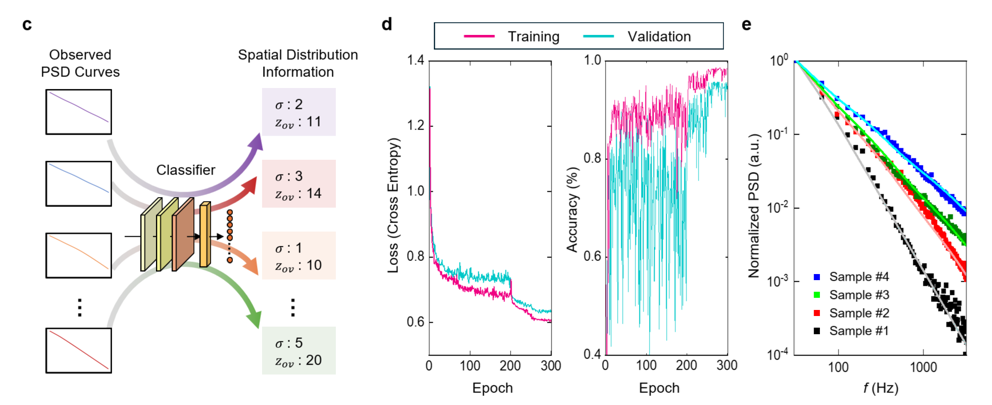 c
Observed
PSD Curves
Spatial Distribution
Information
Classifier
σ : 2
z_ov : 11
σ : 3
z_ov : 14
σ : 1
z_ov : 10
σ : 5
z_ov : 20
d
Training
Validation
Loss (Cross Entropy)
1.4
1.2
1.0
0.8
0.6
0
100
200
300
Epoch
Accuracy (%)
1.0
0.8
0.6
0.4
0
100
200
300
Epoch
e
Normalized PSD (a.u.)
10⁰
10⁻¹
10⁻²
10⁻³
10⁻⁴
Sample #4
Sample #3
Sample #2
Sample #1
100
1000
f (Hz)